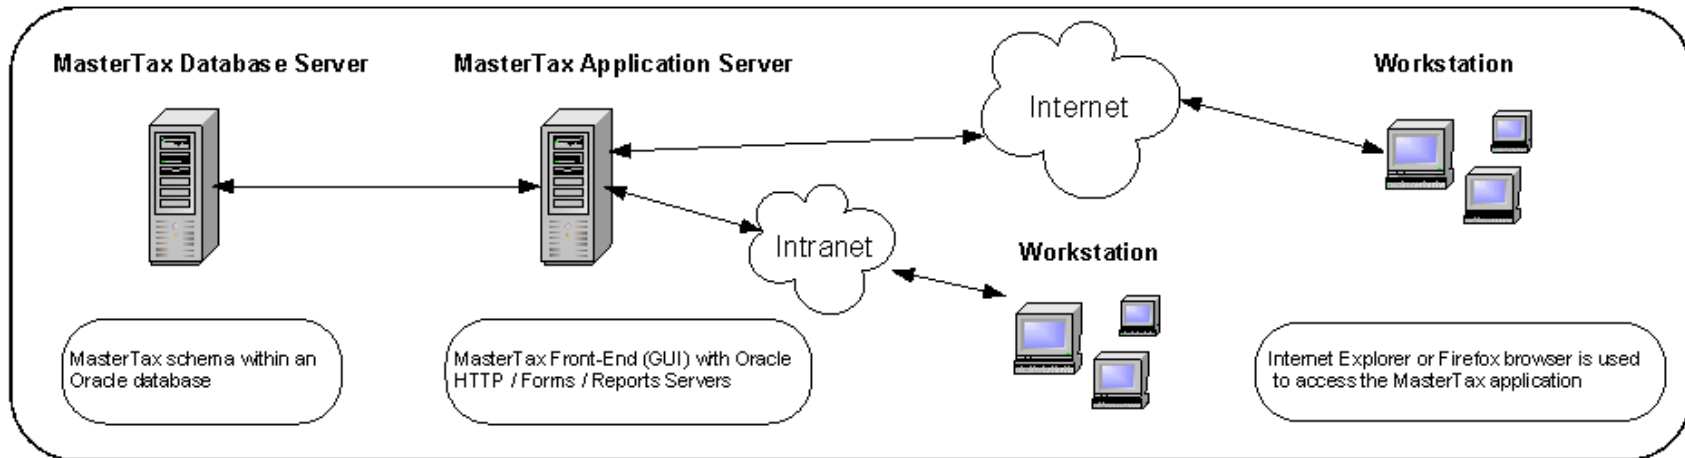 MasterTax Database Server
MasterTax Application Server
Internet
Workstation
Intranet
Workstation
MasterTax schema within an
Oracle database
MasterTax Front-End (GUI) with Oracle
HTTP / Forms / Reports Servers
Internet Explorer or Firefox browser is used
to access the MasterTax application